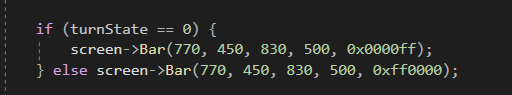 if (turnState == 0) {
screen->Bar(770, 450, 830, 500, 0x0000ff);
} else screen->Bar(770, 450, 830, 500, 0xff0000);